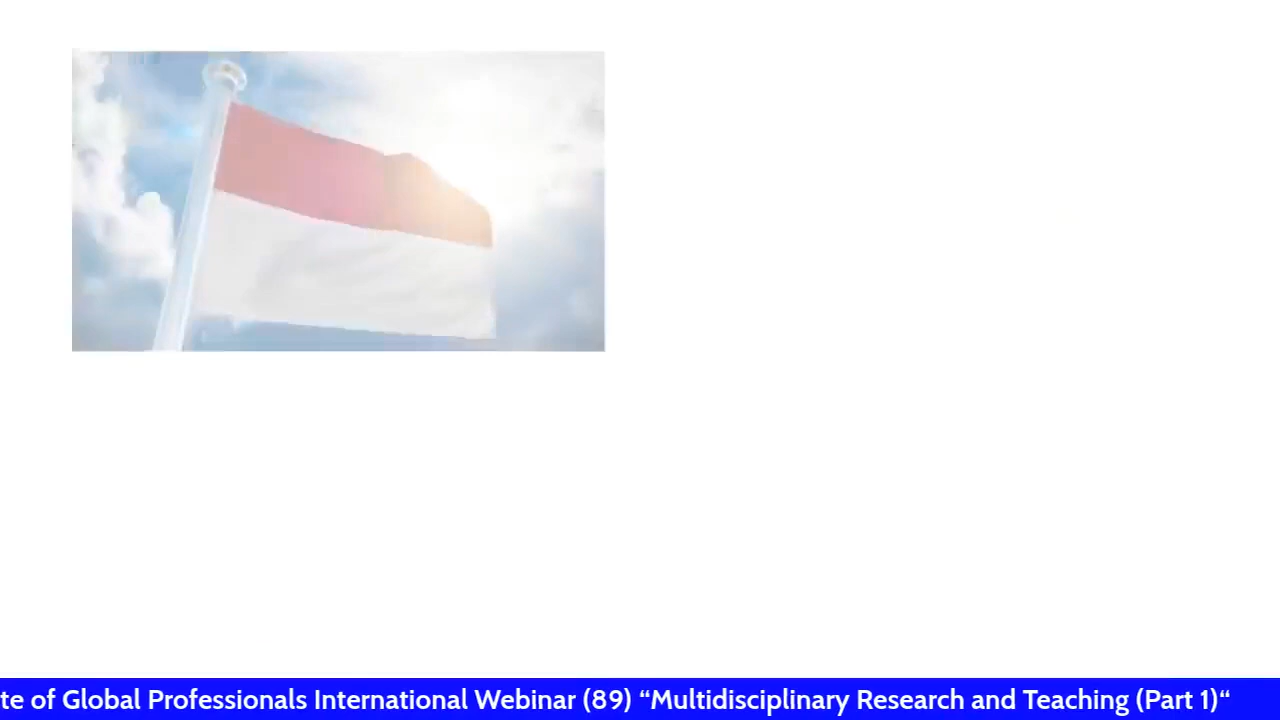 te of Global Professionals International Webinar (89) “Multidisciplinary Research and Teaching (Part 1)“